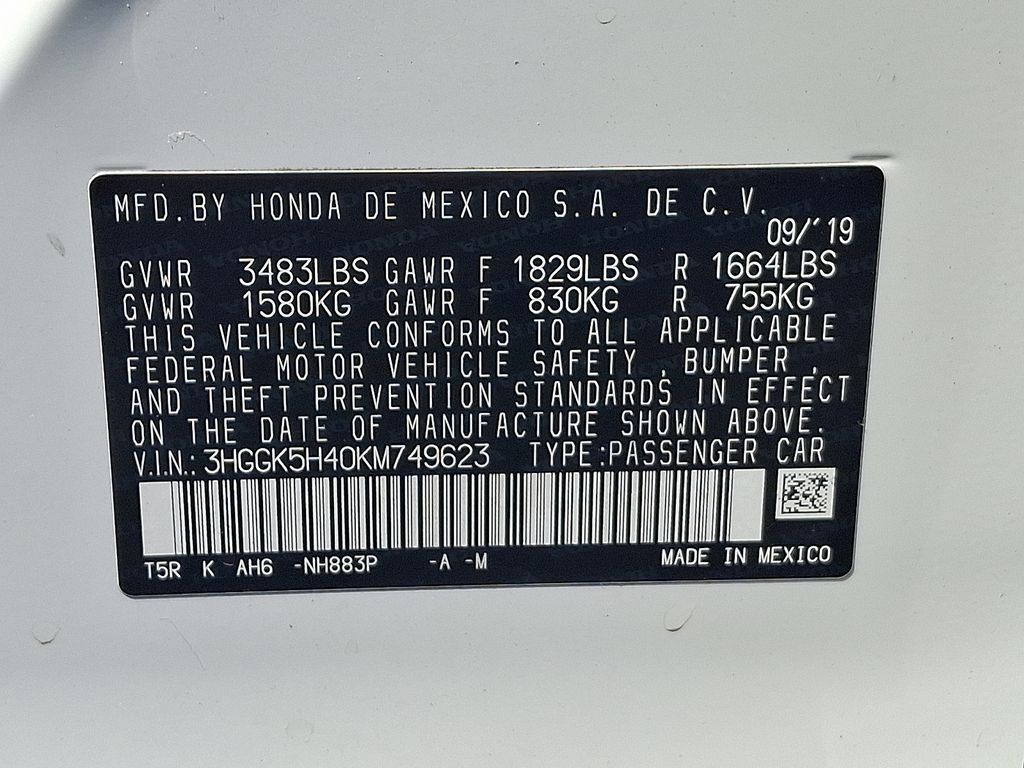 MFD.BY HONDA DE MEXICO S.A. DE C.V.
09/'19
GVWR 3483LBS GAWR F 1829LBS R 1664LBS
GVWR 1580KG GAWR F 830KG R 755KG
THIS VEHICLE CONFORMS TO ALL APPLICABLE
FEDERAL MOTOR VEHICLE SAFETY , BUMPER ,
AND THEFT PREVENTION STANDARDS IN EFFECT
ON THE DATE OF MANUFACTURE SHOWN ABOVE.
V.I.N.: 3HGGK5H40KM749623 TYPE:PASSENGER CAR
T5R K AH6 -NH883P -A -M MADE IN MEXICO